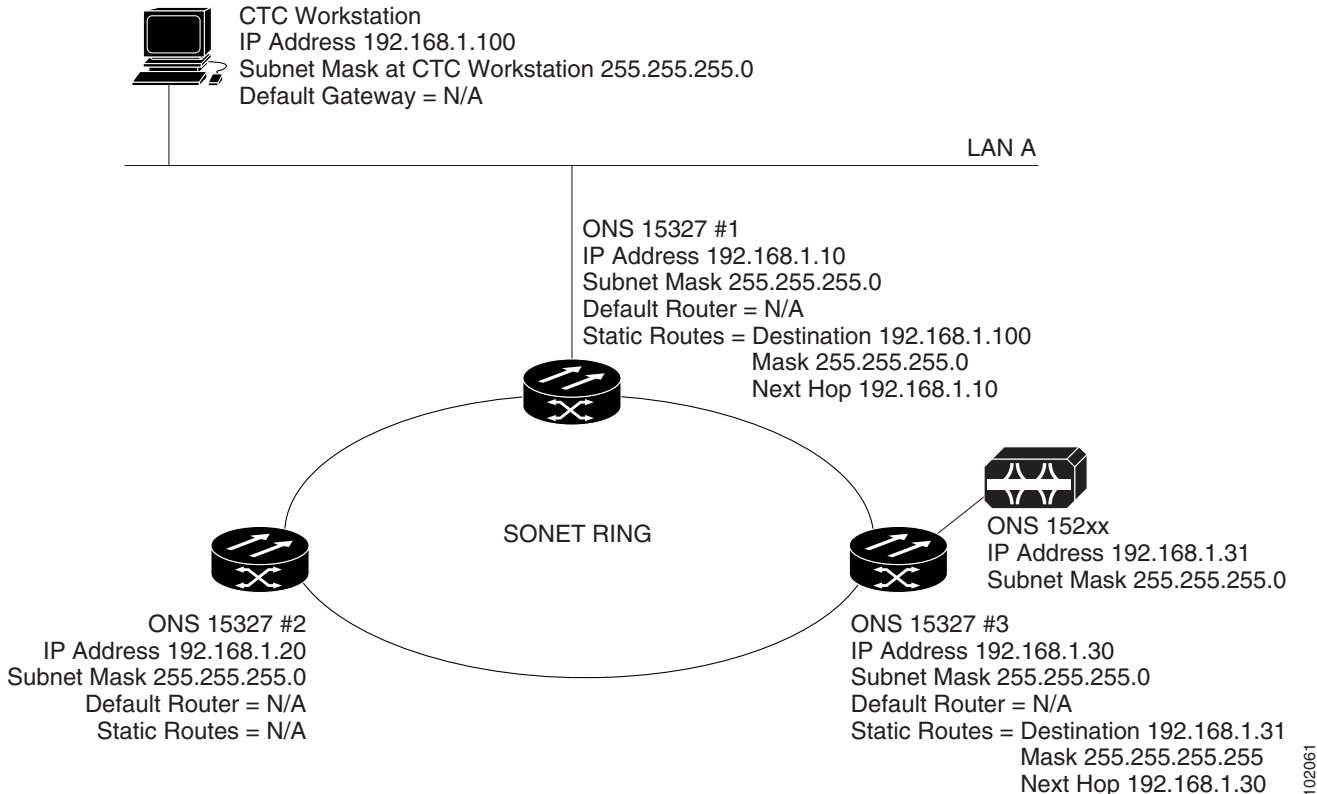 CTC Workstation
IP Address 192.168.1.100
Subnet Mask at CTC Workstation 255.255.255.0
Default Gateway = N/A
LAN A
ONS 15327 #1
IP Address 192.168.1.10
Subnet Mask 255.255.255.0
Default Router = N/A
Static Routes = Destination 192.168.1.100
Mask 255.255.255.0
Next Hop 192.168.1.10
SONET RING
ONS 152xx
IP Address 192.168.1.31
Subnet Mask 255.255.255.0
ONS 15327 #2
IP Address 192.168.1.20
Subnet Mask 255.255.255.0
Default Router = N/A
Static Routes = N/A
ONS 15327 #3
IP Address 192.168.1.30
Subnet Mask 255.255.255.0
Default Router = N/A
Static Routes = Destination 192.168.1.31
Mask 255.255.255.255
Next Hop 192.168.1.30
102061